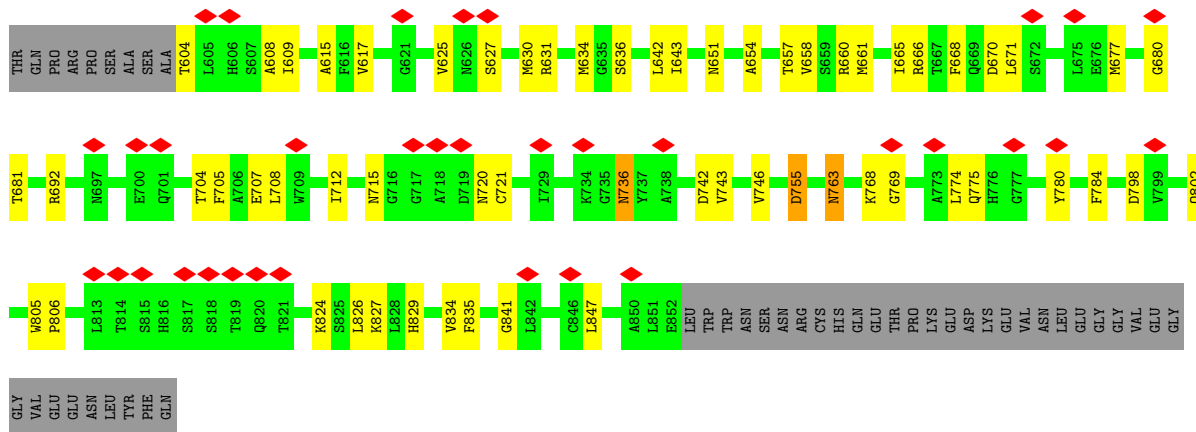 THR GLN PRO ARG PRO SER ALA SER ALA T604 L605 H606 S607 A608 I609 A615 F616 V617 G621 V625 N626 S627 M630 R631 M634 G635 S636 L642 I643 N651 A654 T657 V658 S659 R660 M661 I665 R666 T667 F668 Q669 D670 L671 S672 L675 E676 M677 G680
T681 R692 N697 E700 Q701 T704 F705 A706 E707 L708 W709 I712 N715 G716 G717 A718 D719 N720 C721 I729 K734 G735 N736 Y737 A738 D742 V743 V746 D755 N763 K768 G769 A773 L774 Q775 H776 G777 Y780 F784 D798 V799 Q802
W805 P806 L813 T814 S815 H816 S817 S818 T819 Q820 T821 K824 S825 L826 K827 L828 H829 V834 F835 G841 L842 C846 L847 A850 L851 E852 LEU TRP TRP ASN SER ASN ARG CYS HIS GLN GLU THR PRO LYS GLU ASP LYS GLU VAL ASN LEU GLU GLY GLY VAL GLU GLY
GLY VAL GLU GLU ASN LEU TYR PHE GLN